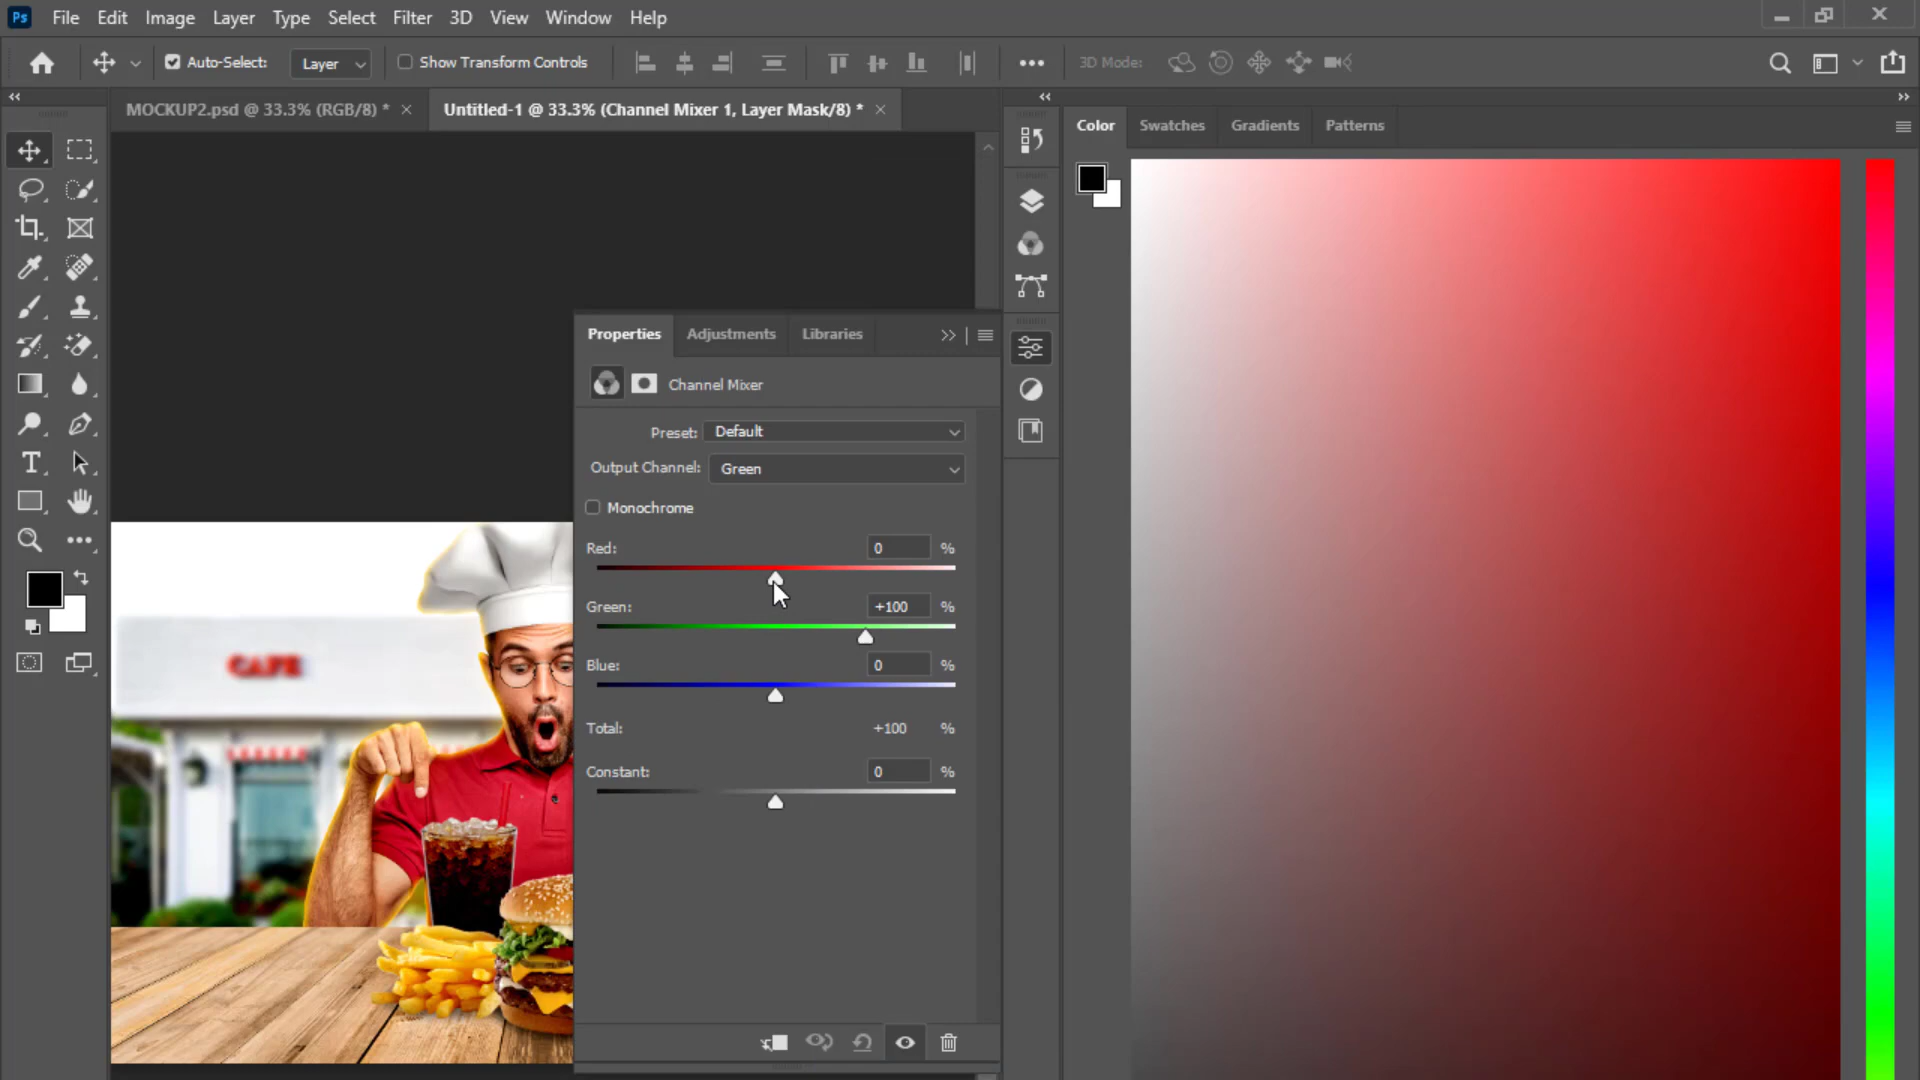 Ps File Edit Image Layer Type Select Filter 3D View Window Help
Auto-Select: Layer Show Transform Controls 3D Mode:
MOCKUP2.psd @ 33.3% (RGB/8) * Untitled-1 @ 33.3% (Channel Mixer 1, Layer Mask/8) *
Color Swatches Gradients Patterns
Properties Adjustments Libraries
Channel Mixer
Preset: Default
Output Channel: Green
Monochrome
Red: 0 %
Green: +100 %
Blue: 0 %
Total: +100 %
Constant: 0 %
CAFE